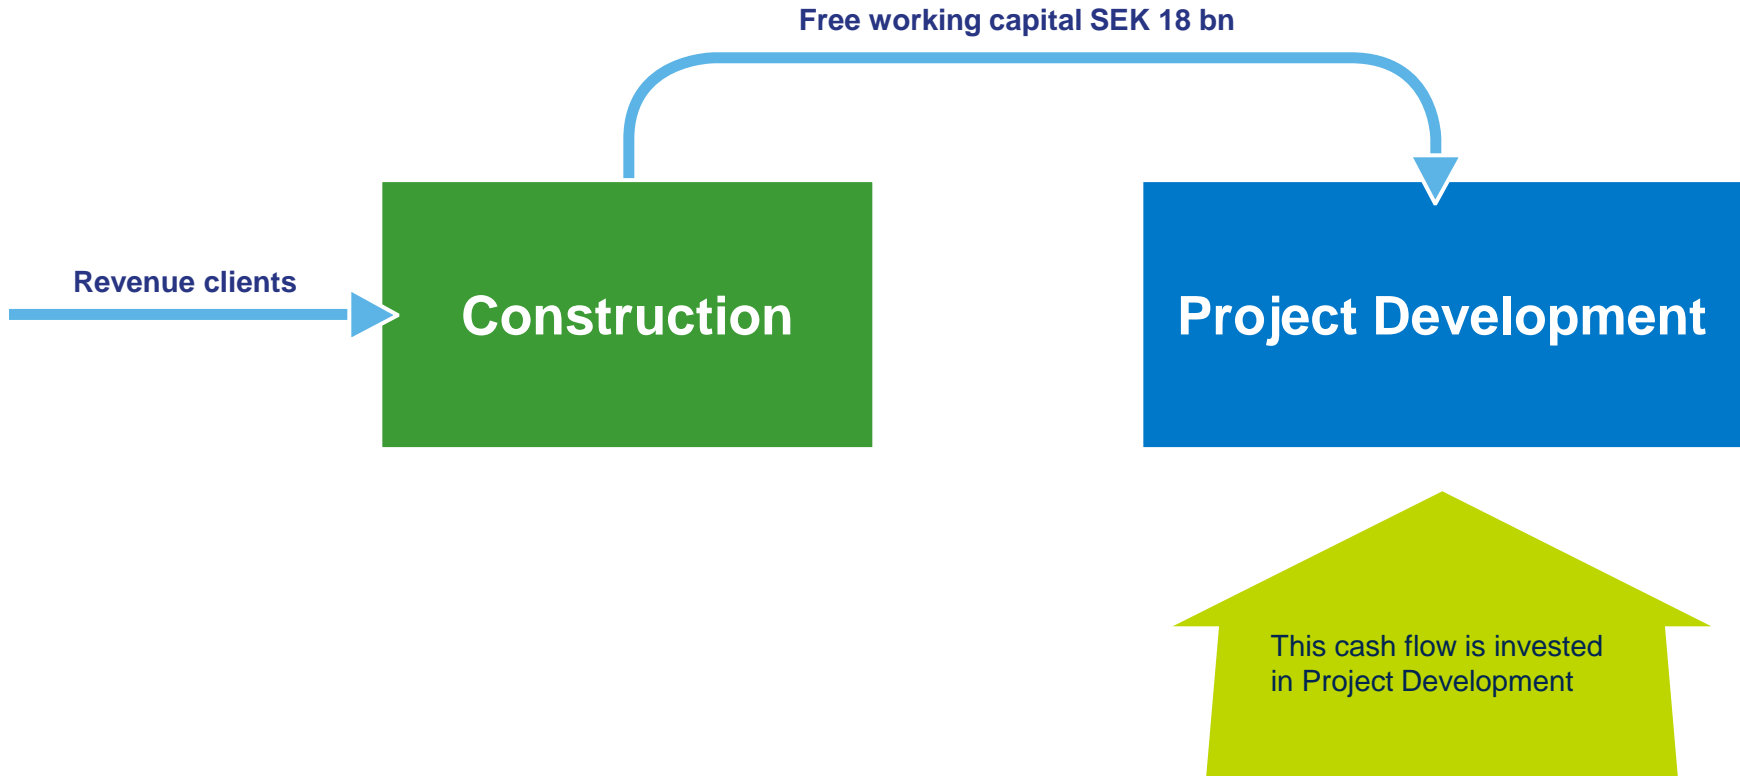 Free working capital SEK 18 bn
Revenue clients
Construction
Project Development
This cash flow is invested
in Project Development